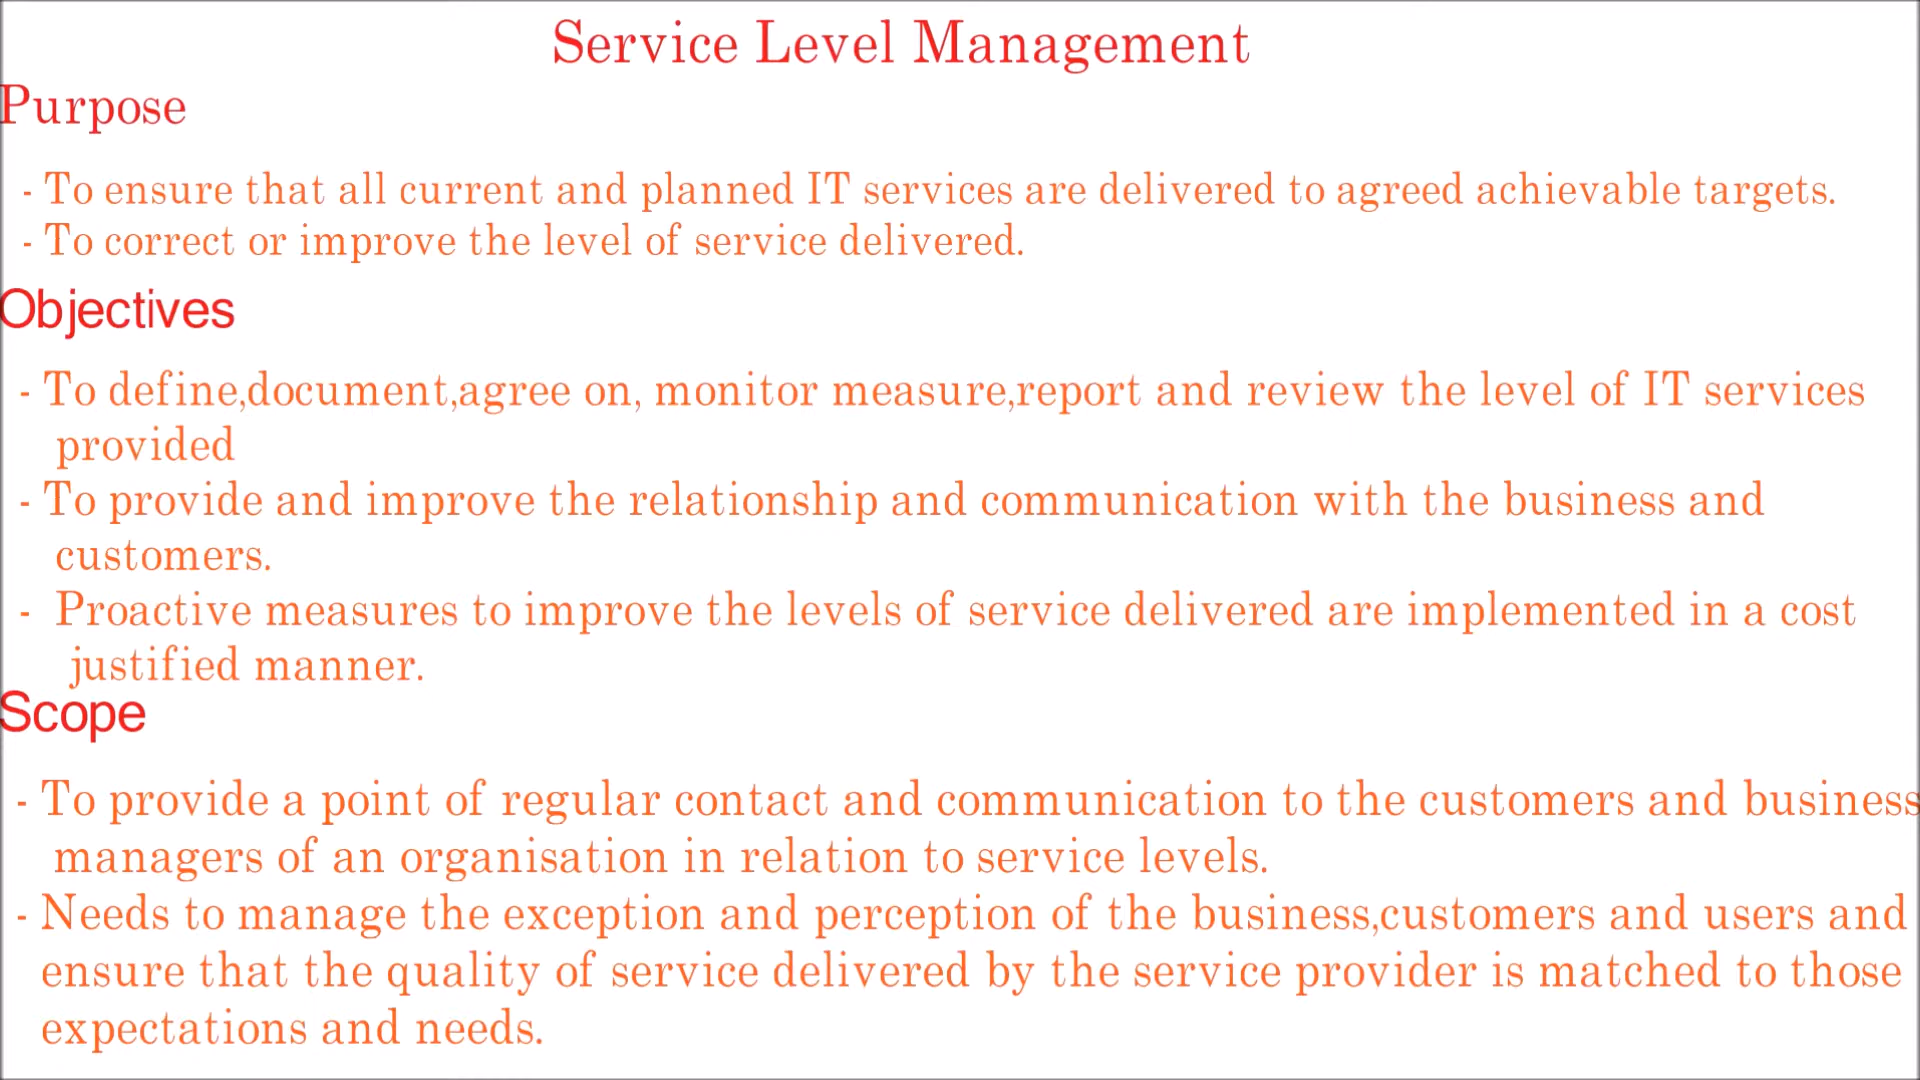 Service Level Management
Purpose
- To ensure that all current and planned IT services are delivered to agreed achievable targets.
- To correct or improve the level of service delivered.
Objectives
- To define,document,agree on, monitor measure,report and review the level of IT services
provided
- To provide and improve the relationship and communication with the business and
customers.
- Proactive measures to improve the levels of service delivered are implemented in a cost
justified manner.
Scope
- To provide a point of regular contact and communication to the customers and business
managers of an organisation in relation to service levels.
- Needs to manage the exception and perception of the business,customers and users and
ensure that the quality of service delivered by the service provider is matched to those
expectations and needs.